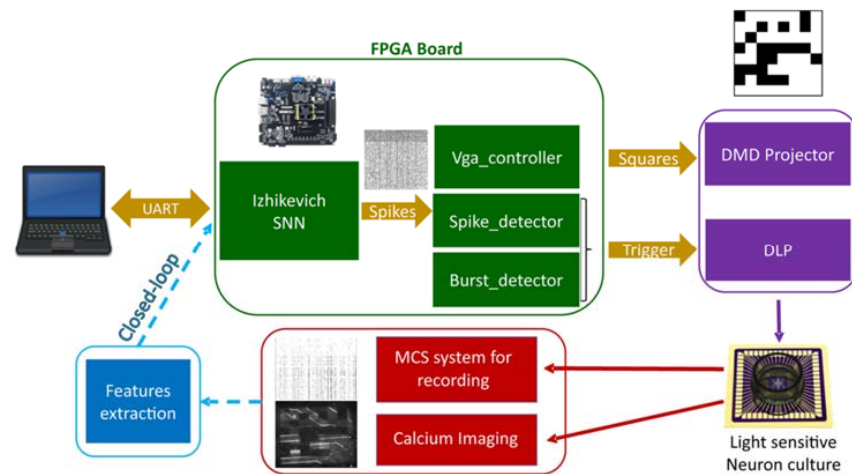 FPGA Board
Vga_controller
Squares
DMD Projector
UART
Izhikevich
SNN
Spikes
Spike_detector
Trigger
DLP
Burst_detector
Closed-loop
MCS system for
recording
Features
extraction
Calcium Imaging
Light sensitive
Neuron culture